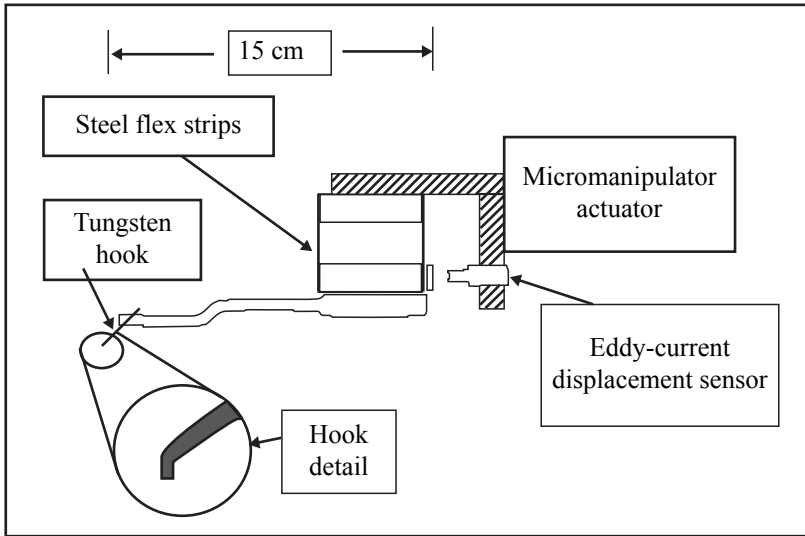 15 cm
Steel flex strips
Micromanipulator
actuator
Tungsten
hook
Eddy-current
displacement sensor
Hook
detail